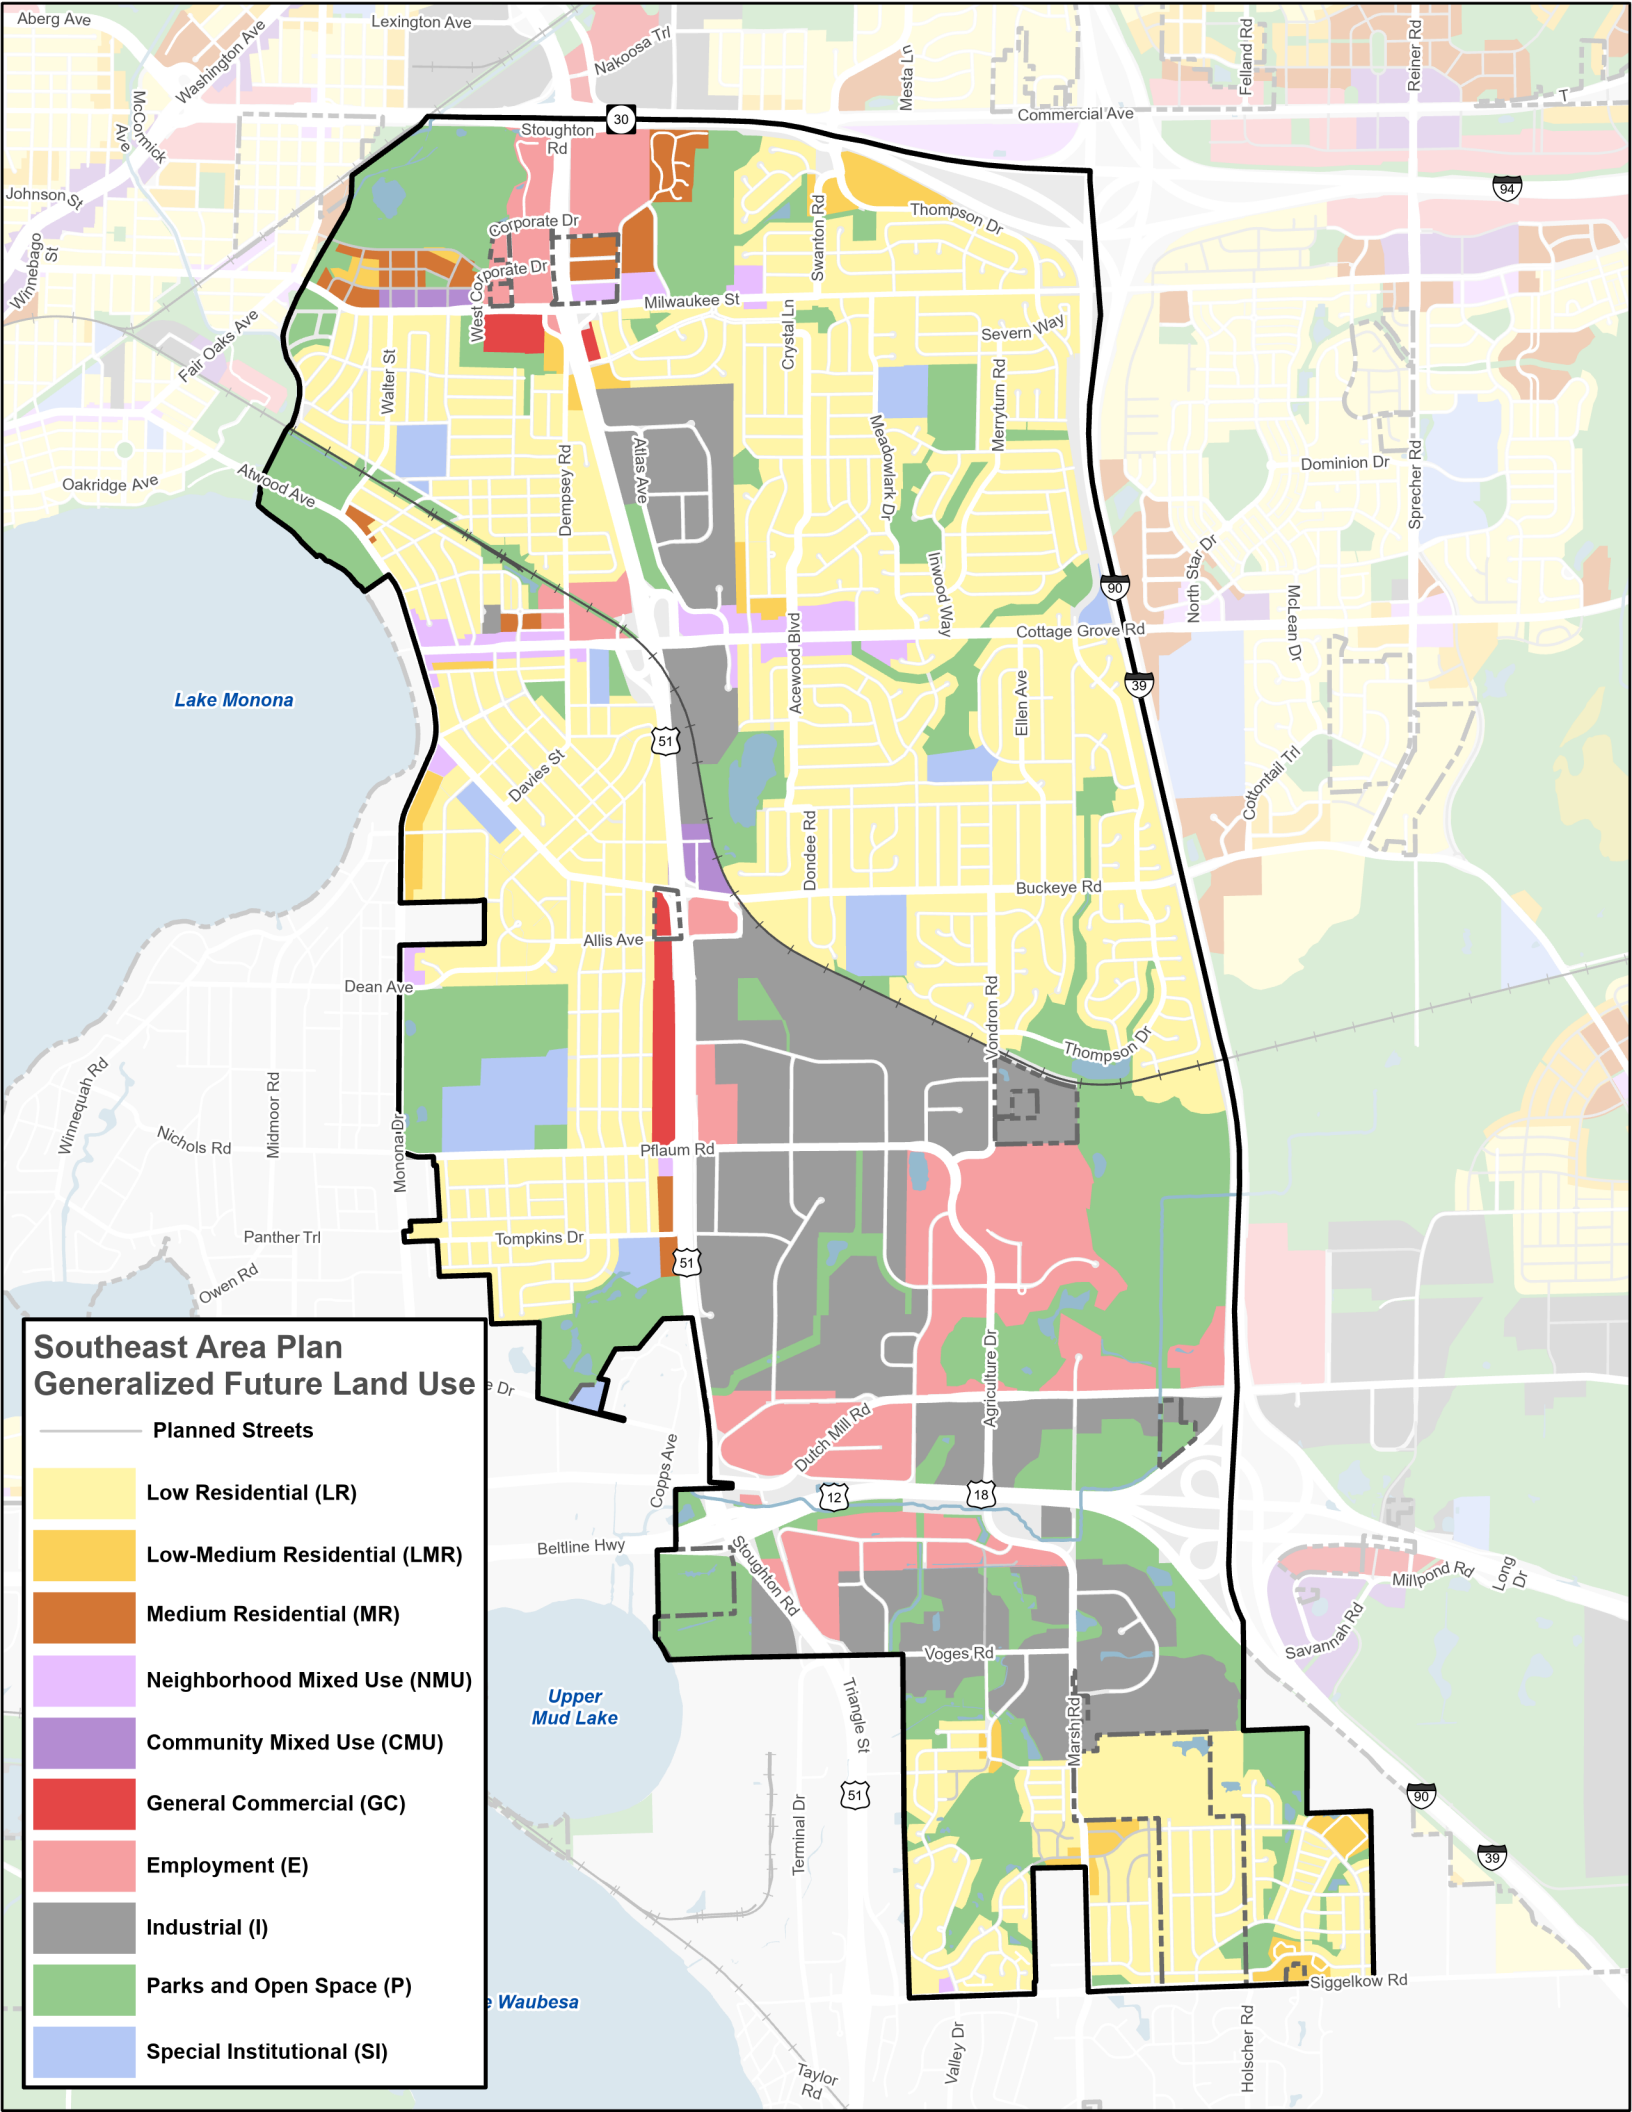 Aberg Ave
Lexington Ave
Washington Ave
Nakoosa Trl
Mesta Ln
Felland Rd
Reiner Rd
McCormick
Ave
30
Stoughton
Rd
Commercial Ave
T
Johnson St
94
Swanton Rd
Thompson Dr
Corporate Dr
Winnebago
St
West Corporate Dr
Milwaukee St
Fair Oaks Ave
Walter St
Crystal Ln
Severn Way
Merryturn Rd
Meadowlark Dr
Atlas Ave
Dempsey Rd
Dominion Dr
Sprecher Rd
Oakridge Ave
Atwood Ave
Inwood Way
North Star Dr
90
McLean Dr
Acewood Blvd
Cottage Grove Rd
39
Ellen Ave
Lake Monona
51
Davies St
Cottontail Trl
Dondee Rd
Buckeye Rd
Allis Ave
Dean Ave
Vondron Rd
Thompson Dr
Winnequah Rd
Midmoor Rd
Nichols Rd
Monona Dr
Pflaum Rd
Panther Trl
Tompkins Dr
Owen Rd
51
Agriculture Dr
e Dr
Dutch Mill Rd
Copps Ave
12
18
Beltline Hwy
Stoughton Rd
Millpond Rd
Long
Dr
Savannah Rd
Voges Rd
Upper
Mud Lake
Triangle St
Marsh Rd
51
90
Terminal Dr
39
Siggelkow Rd
e Waubesa
Valley Dr
Holscher Rd
Taylor
Rd
Southeast Area Plan
Generalized Future Land Use
Planned Streets
Low Residential (LR)
Low-Medium Residential (LMR)
Medium Residential (MR)
Neighborhood Mixed Use (NMU)
Community Mixed Use (CMU)
General Commercial (GC)
Employment (E)
Industrial (I)
Parks and Open Space (P)
Special Institutional (SI)